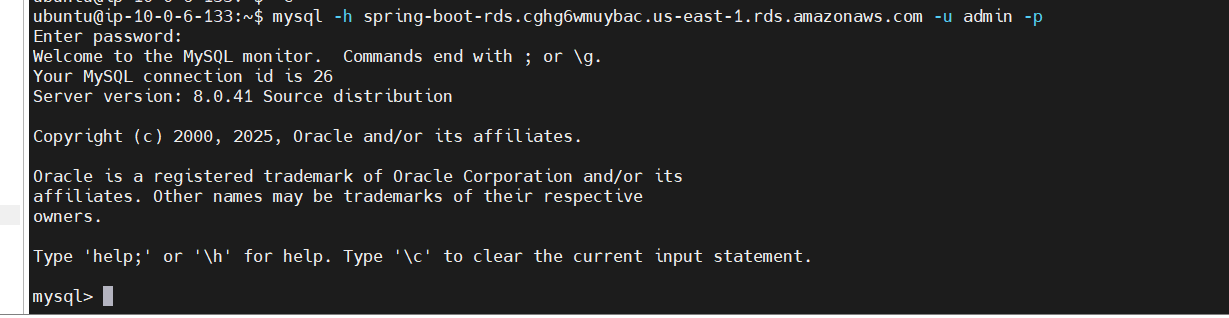 ubuntu@ip-10-0-6-133:~$ mysql -h spring-boot-rds.cghg6wmuybac.us-east-1.rds.amazonaws.com -u admin -p
Enter password:
Welcome to the MySQL monitor.  Commands end with ; or \g.
Your MySQL connection id is 26
Server version: 8.0.41 Source distribution
Copyright (c) 2000, 2025, Oracle and/or its affiliates.
Oracle is a registered trademark of Oracle Corporation and/or its
affiliates. Other names may be trademarks of their respective
owners.
Type 'help;' or '\h' for help. Type '\c' to clear the current input statement.
mysql>